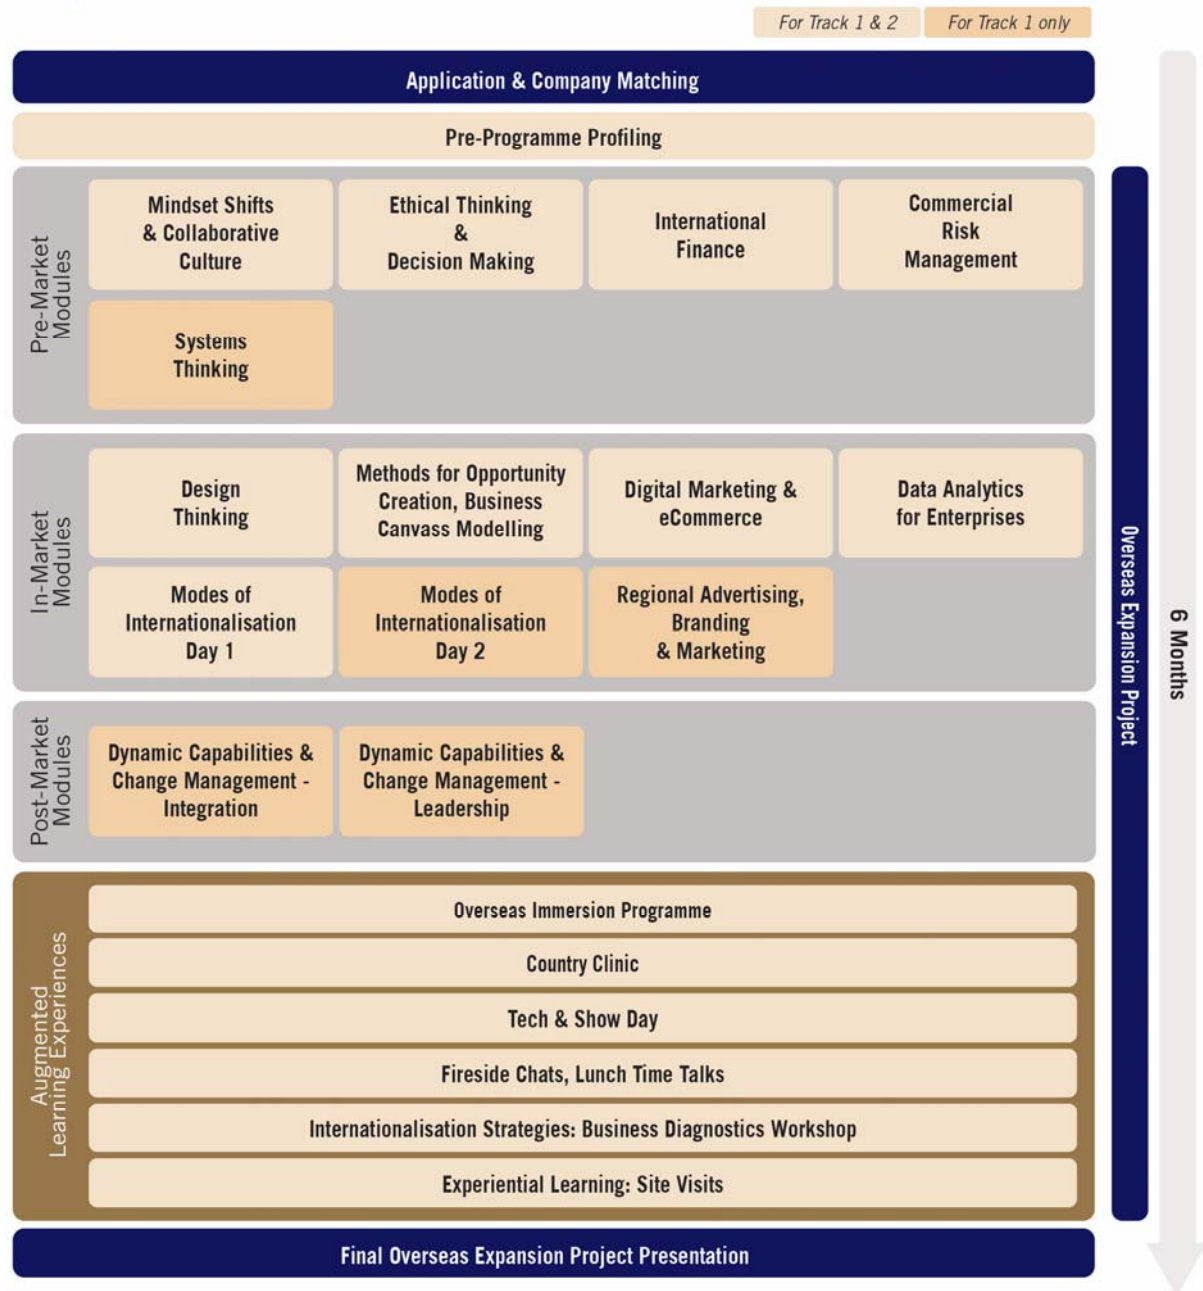 For Track 1 & 2
For Track 1 only
Application & Company Matching
Pre-Programme Profiling
Pre-Market
Modules
Mindset Shifts
& Collaborative
Culture
Ethical Thinking
&
Decision Making
International
Finance
Commercial
Risk
Management
Systems
Thinking
In-Market
Modules
Design
Thinking
Methods for Opportunity
Creation, Business
Canvass Modelling
Digital Marketing &
eCommerce
Data Analytics
for Enterprises
Modes of
Internationalisation
Day 1
Modes of
Internationalisation
Day 2
Regional Advertising,
Branding
& Marketing
Post-Market
Modules
Dynamic Capabilities &
Change Management -
Integration
Dynamic Capabilities &
Change Management -
Leadership
Augmented
Learning Experiences
Overseas Immersion Programme
Country Clinic
Tech & Show Day
Fireside Chats, Lunch Time Talks
Internationalisation Strategies: Business Diagnostics Workshop
Experiential Learning: Site Visits
Overseas Expansion Project
6 Months
Final Overseas Expansion Project Presentation